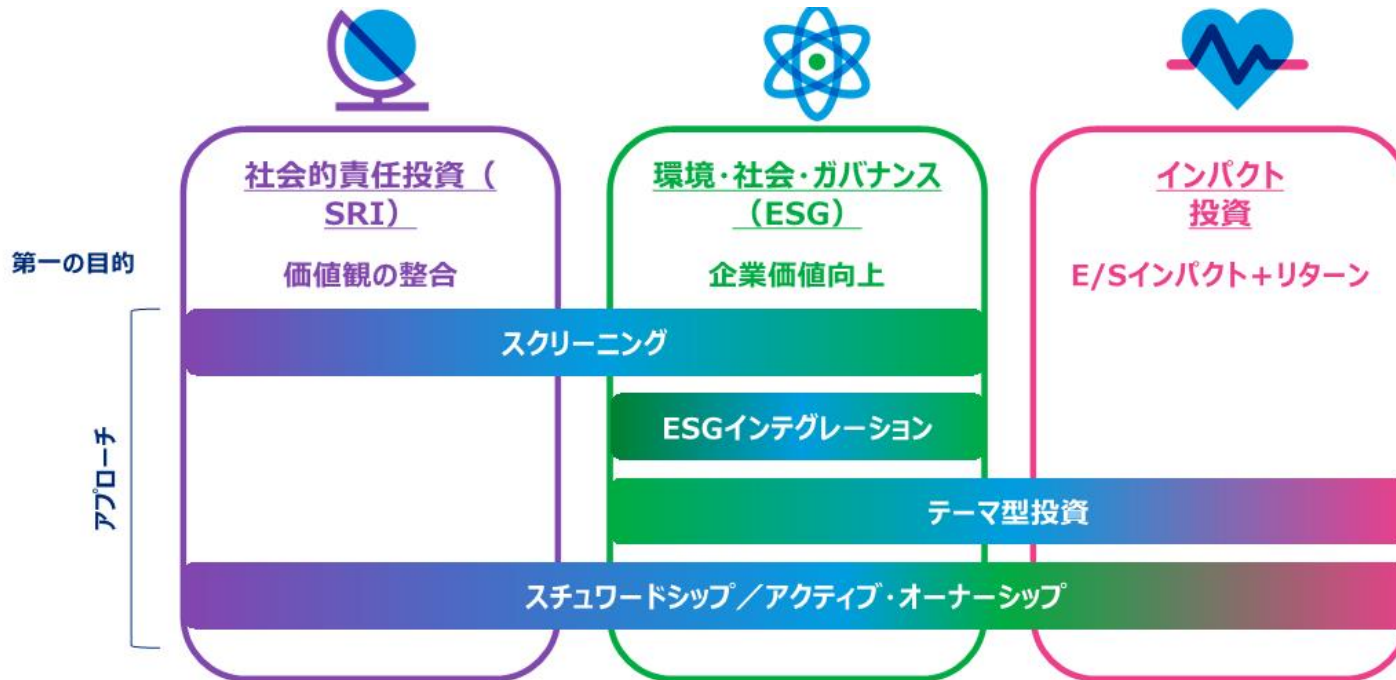 社会的責任投資（
SRI）
環境・社会・ガバナンス
（ESG）
インパクト
投資
第一の目的
価値観の整合
企業価値向上
E/Sインパクト＋リターン
アプローチ
スクリーニング
ESGインテグレーション
テーマ型投資
スチュワードシップ／アクティブ・オーナーシップ